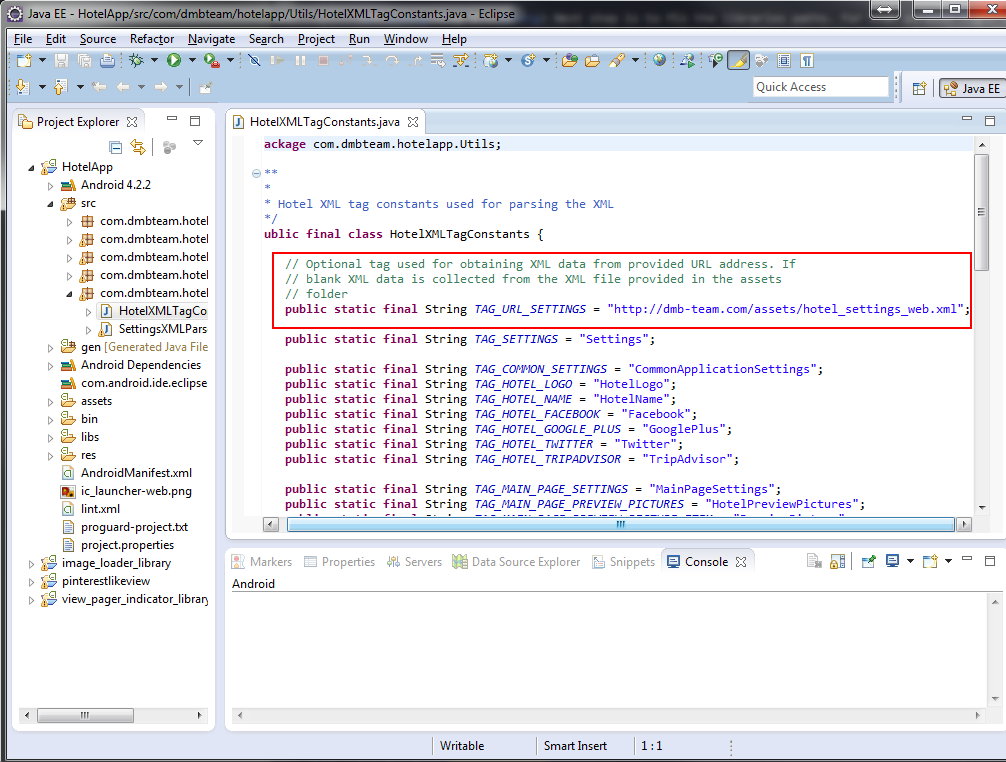 Java EE - HotelApp/src/com/dmbteam/hotelapp/Utils/HotelXMLTagConstants.java - Eclipse
File Edit Source Refactor Navigate Search Project Run Window Help
Quick Access
Java EE
Project Explorer
HotelApp
Android 4.2.2
src
com.dmbteam.hotel
com.dmbteam.hotel
com.dmbteam.hotel
com.dmbteam.hotel
com.dmbteam.hotel
HotelXMLTagCo
SettingsXMLPars
gen [Generated Java File
Android Dependencies
com.android.ide.eclipse
assets
bin
libs
res
AndroidManifest.xml
ic_launcher-web.png
lint.xml
proguard-project.txt
project.properties
image_loader_library
pinterestlikeview
view_pager_indicator_library
HotelXMLTagConstants.java
ackage com.dmbteam.hotelapp.Utils;
**
*
* Hotel XML tag constants used for parsing the XML
*/
ublic final class HotelXMLTagConstants {
// Optional tag used for obtaining XML data from provided URL address. If
// blank XML data is collected from the XML file provided in the assets
// folder
public static final String TAG_URL_SETTINGS = "http://dmb-team.com/assets/hotel_settings_web.xml";
public static final String TAG_SETTINGS = "Settings";
public static final String TAG_COMMON_SETTINGS = "CommonApplicationSettings";
public static final String TAG_HOTEL_LOGO = "HotelLogo";
public static final String TAG_HOTEL_NAME = "HotelName";
public static final String TAG_HOTEL_FACEBOOK = "Facebook";
public static final String TAG_HOTEL_GOOGLE_PLUS = "GooglePlus";
public static final String TAG_HOTEL_TWITTER = "Twitter";
public static final String TAG_HOTEL_TRIPADVISOR = "TripAdvisor";
public static final String TAG_MAIN_PAGE_SETTINGS = "MainPageSettings";
public static final String TAG_MAIN_PAGE_PREVIEW_PICTURES = "HotelPreviewPictures";
Markers Properties Servers Data Source Explorer Snippets Console
Android
Writable Smart Insert 1 : 1